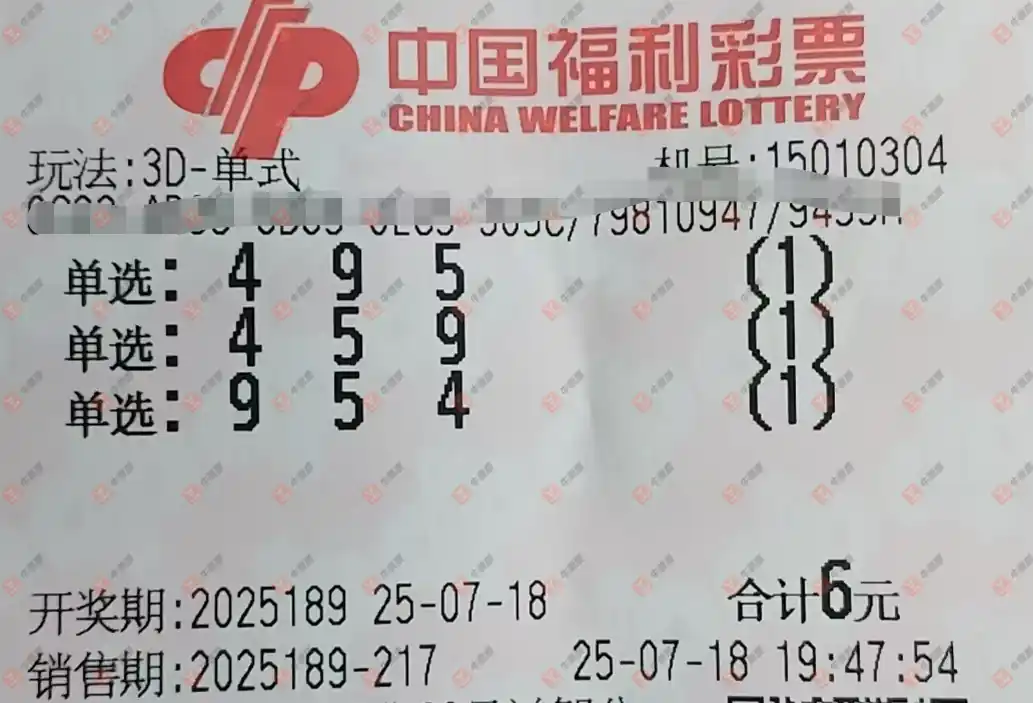 中国福利彩票
CHINA WELFARE LOTTERY
玩法:3D-单式 机号:15010304
单选: 4 9 5 (1)
单选: 4 5 9 (1)
单选: 9 5 4 (1)
开奖期:2025189 25-07-18 合计6元
销售期:2025189-217 25-07-18 19:47:54